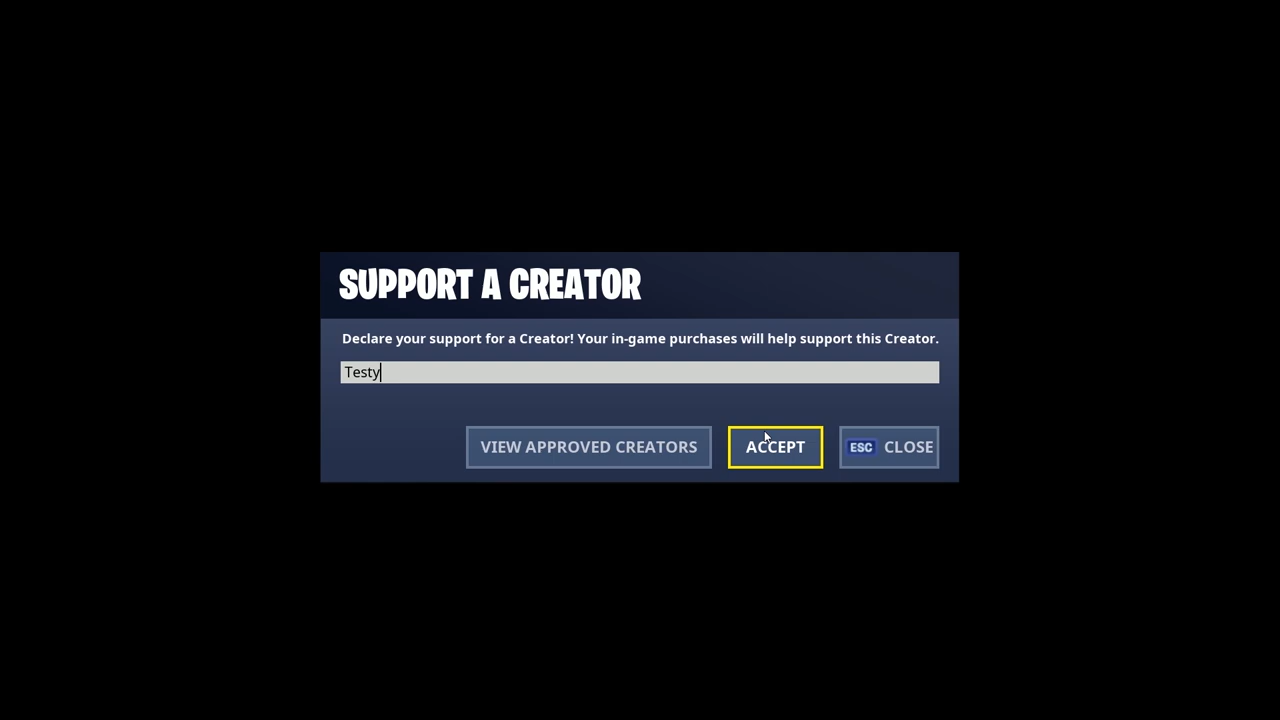 SUPPORT A CREATOR
Declare your support for a Creator! Your in-game purchases will help support this Creator.
Testy
VIEW APPROVED CREATORS
ACCEPT
ESC CLOSE